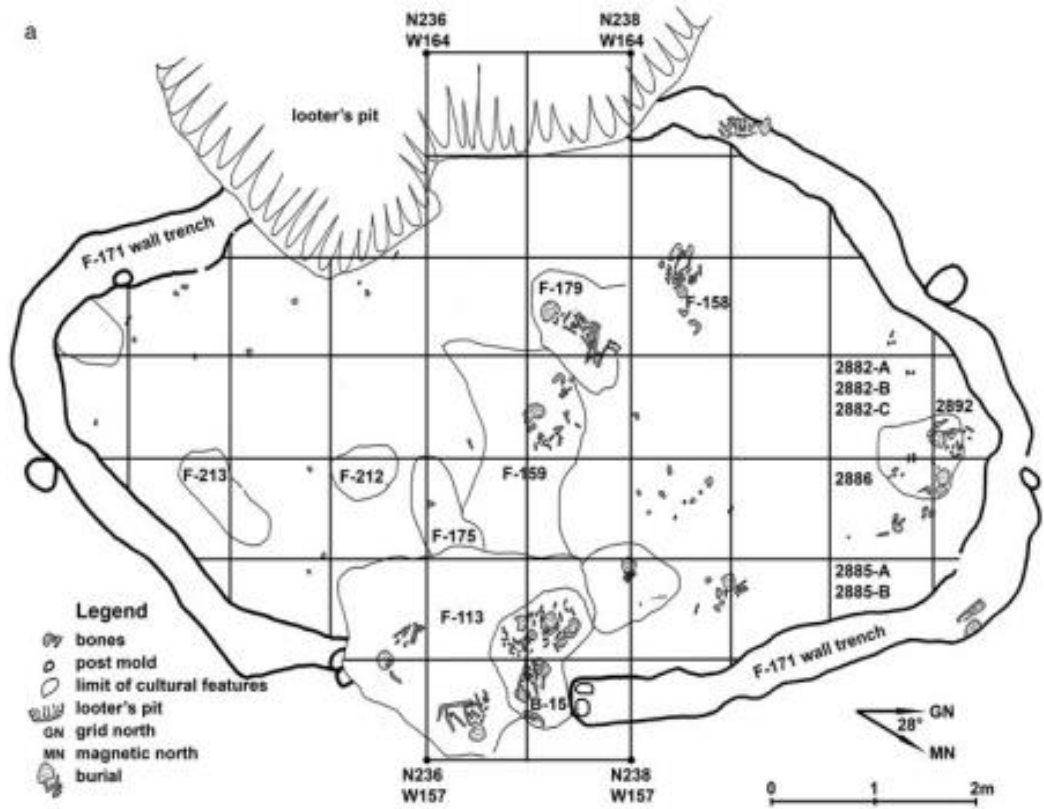 a
N236
W164
N238
W164
looter's pit
F-171 wall trench
F-179
F-158
2882-A
2882-B
2882-C
2892
F-213
F-212
F-159
2886
F-175
2885-A
2885-B
F-113
F-171 wall trench
B-15
Legend
bones
post mold
limit of cultural features
looter's pit
GN grid north
MN magnetic north
burial
GN
28°
MN
N236
W157
N238
W157
0 1 2m